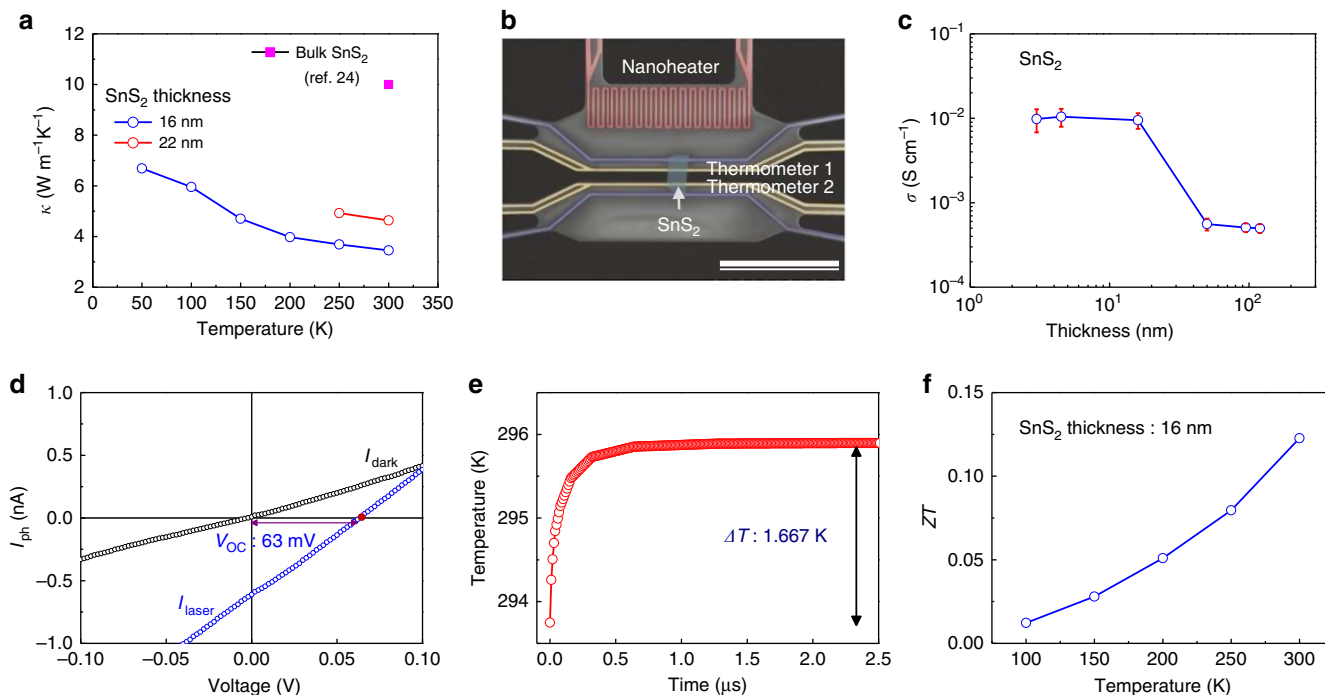 a
κ (W m⁻¹K⁻¹)
12
10
8
6
4
2
Bulk SnS₂
(ref. 24)
SnS₂ thickness
16 nm
22 nm
0 50 100 150 200 250 300 350
Temperature (K)
b
Nanoheater
Thermometer 1
Thermometer 2
SnS₂
c
σ (S cm⁻¹)
10⁻¹
10⁻²
10⁻³
10⁻⁴
SnS₂
10⁰ 10¹ 10²
Thickness (nm)
d
I_ph (nA)
1.0
0.5
0.0
−0.5
−1.0
I_dark
V_OC : 63 mV
I_laser
−0.10 −0.05 0.00 0.05 0.10
Voltage (V)
e
Temperature (K)
296
295
294
ΔT : 1.667 K
0.0 0.5 1.0 1.5 2.0 2.5
Time (μs)
f
ZT
0.15
0.10
0.05
0.00
SnS₂ thickness : 16 nm
100 150 200 250 300
Temperature (K)